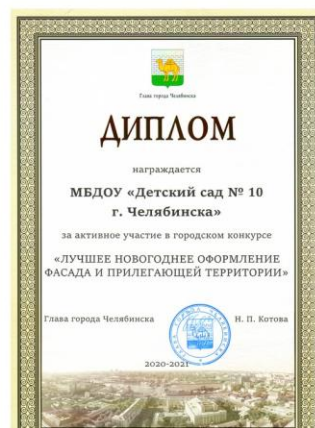 Глава города Челябинска
ДИПЛОМ
награждается
МБДОУ «Детский сад № 10
г. Челябинска»
за активное участие в городском конкурсе
«ЛУЧШЕЕ НОВОГОДНЕЕ ОФОРМЛЕНИЕ
ФАСАДА И ПРИЛЕГАЮЩЕЙ ТЕРРИТОРИИ»
Глава города Челябинска Н. П. Котова
2020-2021